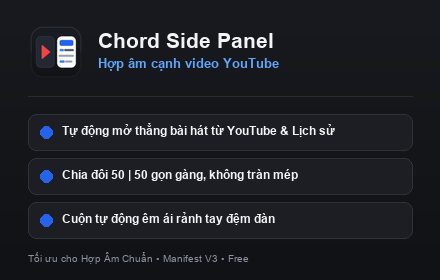 Chord Side Panel
Hợp âm cạnh video YouTube
Tự động mở thẳng bài hát từ YouTube & Lịch sử
Chia đôi 50 | 50 gọn gàng, không tràn mép
Cuộn tự động êm ái rảnh tay đệm đàn
Tối ưu cho Hợp Âm Chuẩn • Manifest V3 • Free